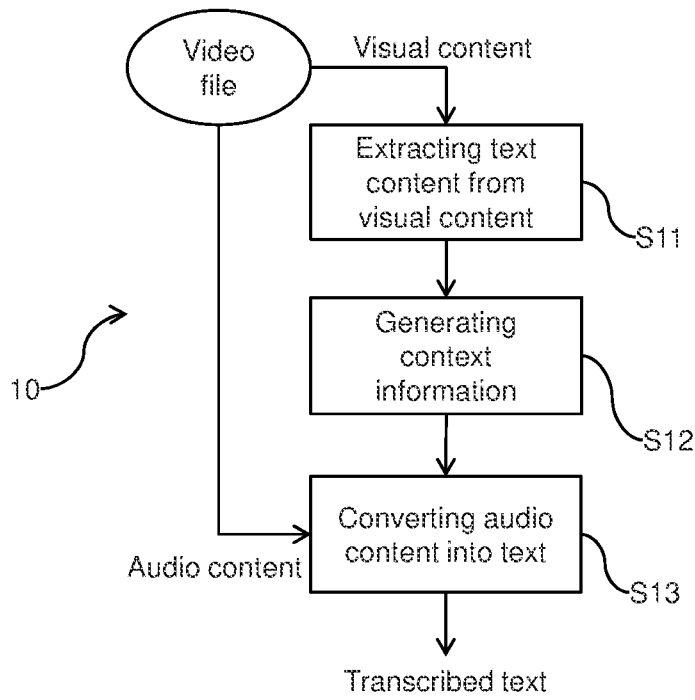 Video
file
Visual content
Extracting text
content from
visual content
S11
Generating
context
information
10
S12
Converting audio
content into text
Audio content
S13
Transcribed text